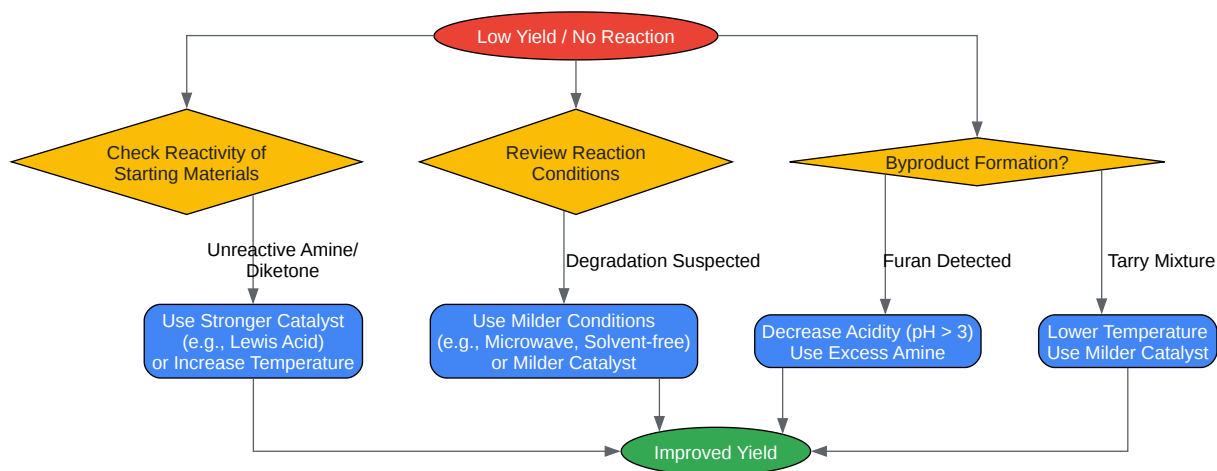 Low Yield / No Reaction
Check Reactivity of
Starting Materials
Review Reaction
Conditions
Byproduct Formation?
Unreactive Amine/
Diketone
Degradation Suspected
Furan Detected
Tarry Mixture
Use Stronger Catalyst
(e.g., Lewis Acid)
or Increase Temperature
Use Milder Conditions
(e.g., Microwave, Solvent-free)
or Milder Catalyst
Decrease Acidity (pH > 3)
Use Excess Amine
Lower Temperature
Use Milder Catalyst
Improved Yield